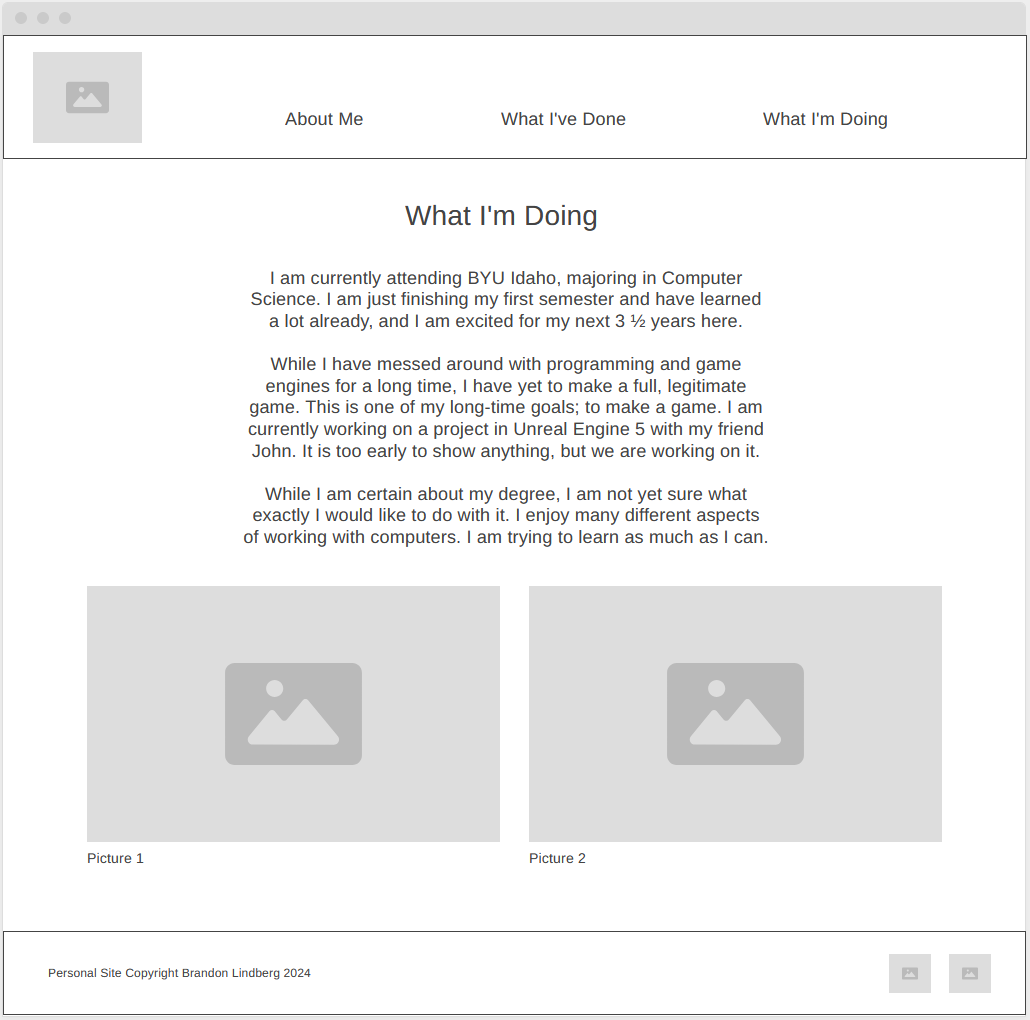 About Me
What I've Done
What I'm Doing
What I'm Doing
I am currently attending BYU Idaho, majoring in Computer
Science. I am just finishing my first semester and have learned
a lot already, and I am excited for my next 3 ½ years here.
While I have messed around with programming and game
engines for a long time, I have yet to make a full, legitimate
game. This is one of my long-time goals; to make a game. I am
currently working on a project in Unreal Engine 5 with my friend
John. It is too early to show anything, but we are working on it.
While I am certain about my degree, I am not yet sure what
exactly I would like to do with it. I enjoy many different aspects
of working with computers. I am trying to learn as much as I can.
Picture 1
Picture 2
Personal Site Copyright Brandon Lindberg 2024